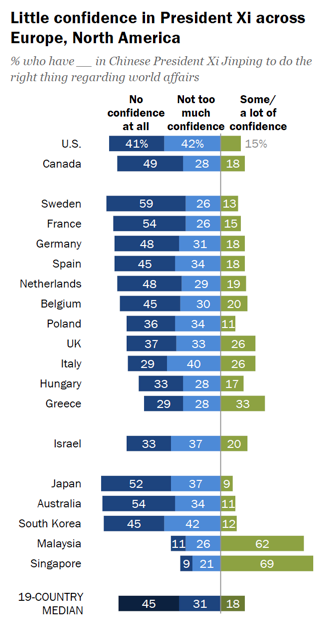 Little confidence in President Xi across
Europe, North America
% who have __ in Chinese President Xi Jinping to do the
right thing regarding world affairs
No confidence at all Not too much confidence Some/ a lot of confidence
U.S. 41% 42% 15%
Canada 49 28 18
Sweden 59 26 13
France 54 26 15
Germany 48 31 18
Spain 45 34 18
Netherlands 48 29 19
Belgium 45 30 20
Poland 36 34 11
UK 37 33 26
Italy 29 40 26
Hungary 33 28 17
Greece 29 28 33
Israel 33 37 20
Japan 52 37 9
Australia 54 34 11
South Korea 45 42 12
Malaysia 11 26 62
Singapore 9 21 69
19-COUNTRY
MEDIAN 45 31 18